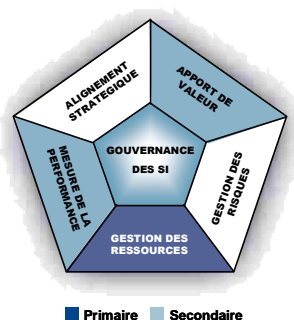 ALIGNEMENT
STRATEGIQUE
APPORT DE
VALEUR
GOUVERNANCE
DES SI
MESURE DE LA
PERFORMANCE
GESTION DES
RISQUES
GESTION DES
RESSOURCES
Primaire Secondaire